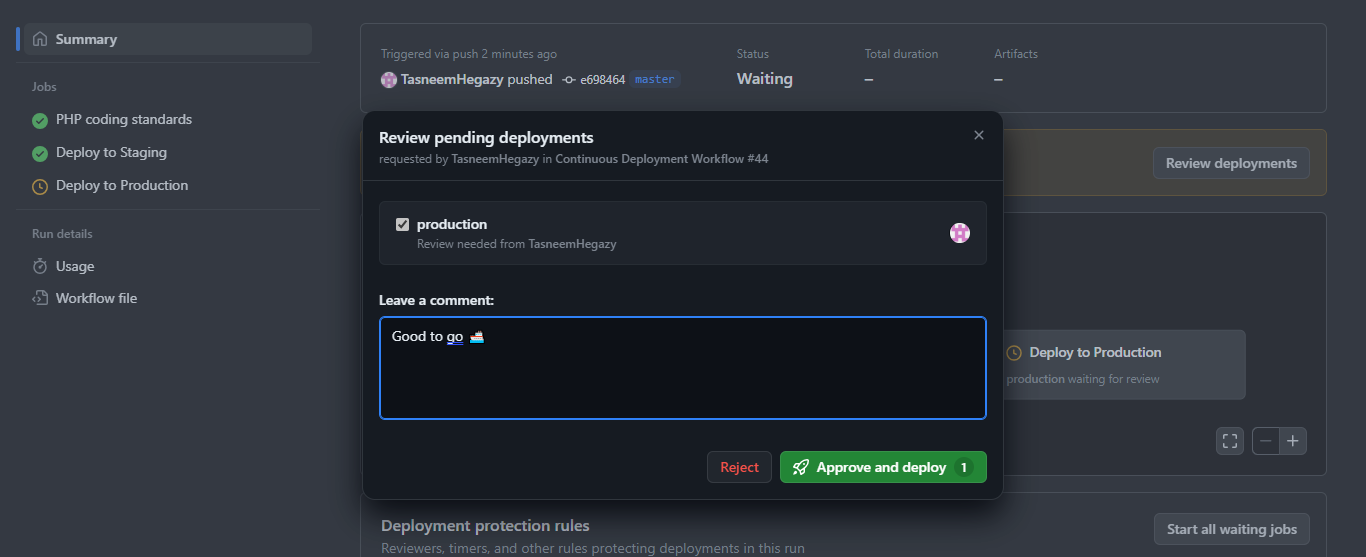 Summary
Jobs
PHP coding standards
Deploy to Staging
Deploy to Production
Run details
Usage
Workflow file
Triggered via push 2 minutes ago
TasneemHegazy pushed e698464 master
Status
Waiting
Total duration
–
Artifacts
–
Review deployments
Review pending deployments
requested by TasneemHegazy in Continuous Deployment Workflow #44
production
Review needed from TasneemHegazy
Leave a comment:
Good to go 🚢
Reject
Approve and deploy 1
Deploy to Production
production waiting for review
Deployment protection rules
Reviewers, timers, and other rules protecting deployments in this run
Start all waiting jobs